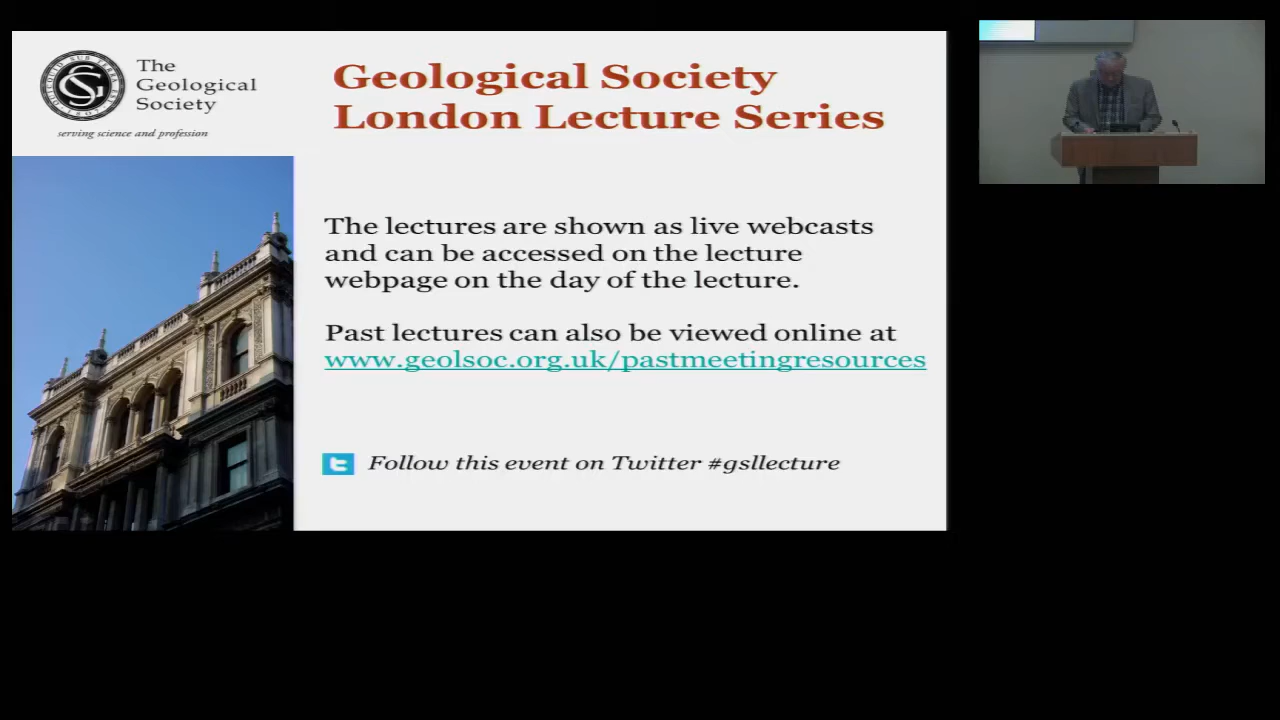 The
Geological
Society
serving science and profession
Geological Society
London Lecture Series
The lectures are shown as live webcasts
and can be accessed on the lecture
webpage on the day of the lecture.
Past lectures can also be viewed online at
www.geolsoc.org.uk/pastmeetingresources
Follow this event on Twitter #gsllecture